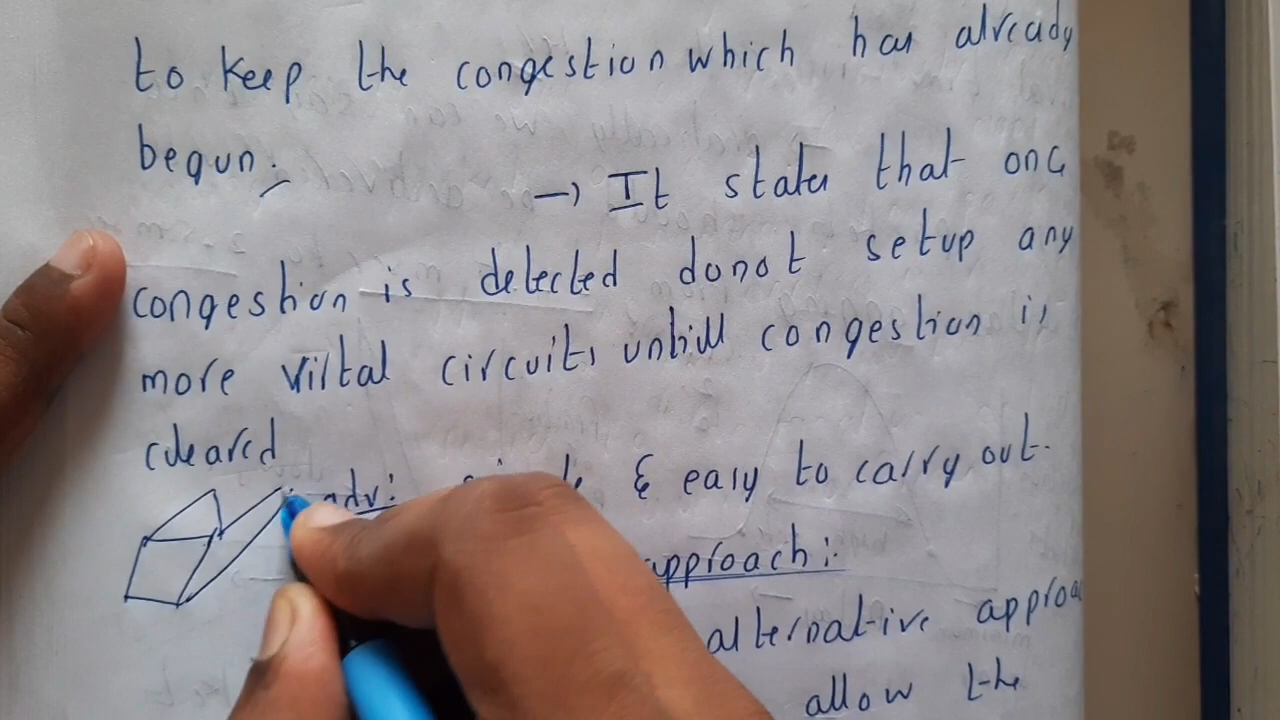 to keep the congestion which has already
begun.
→ It states that once
congestion is detected donot setup any
more virtal circuits untill congestion is
cleared
adv: & easy to carry out.
approach:
alternative approa
allow the